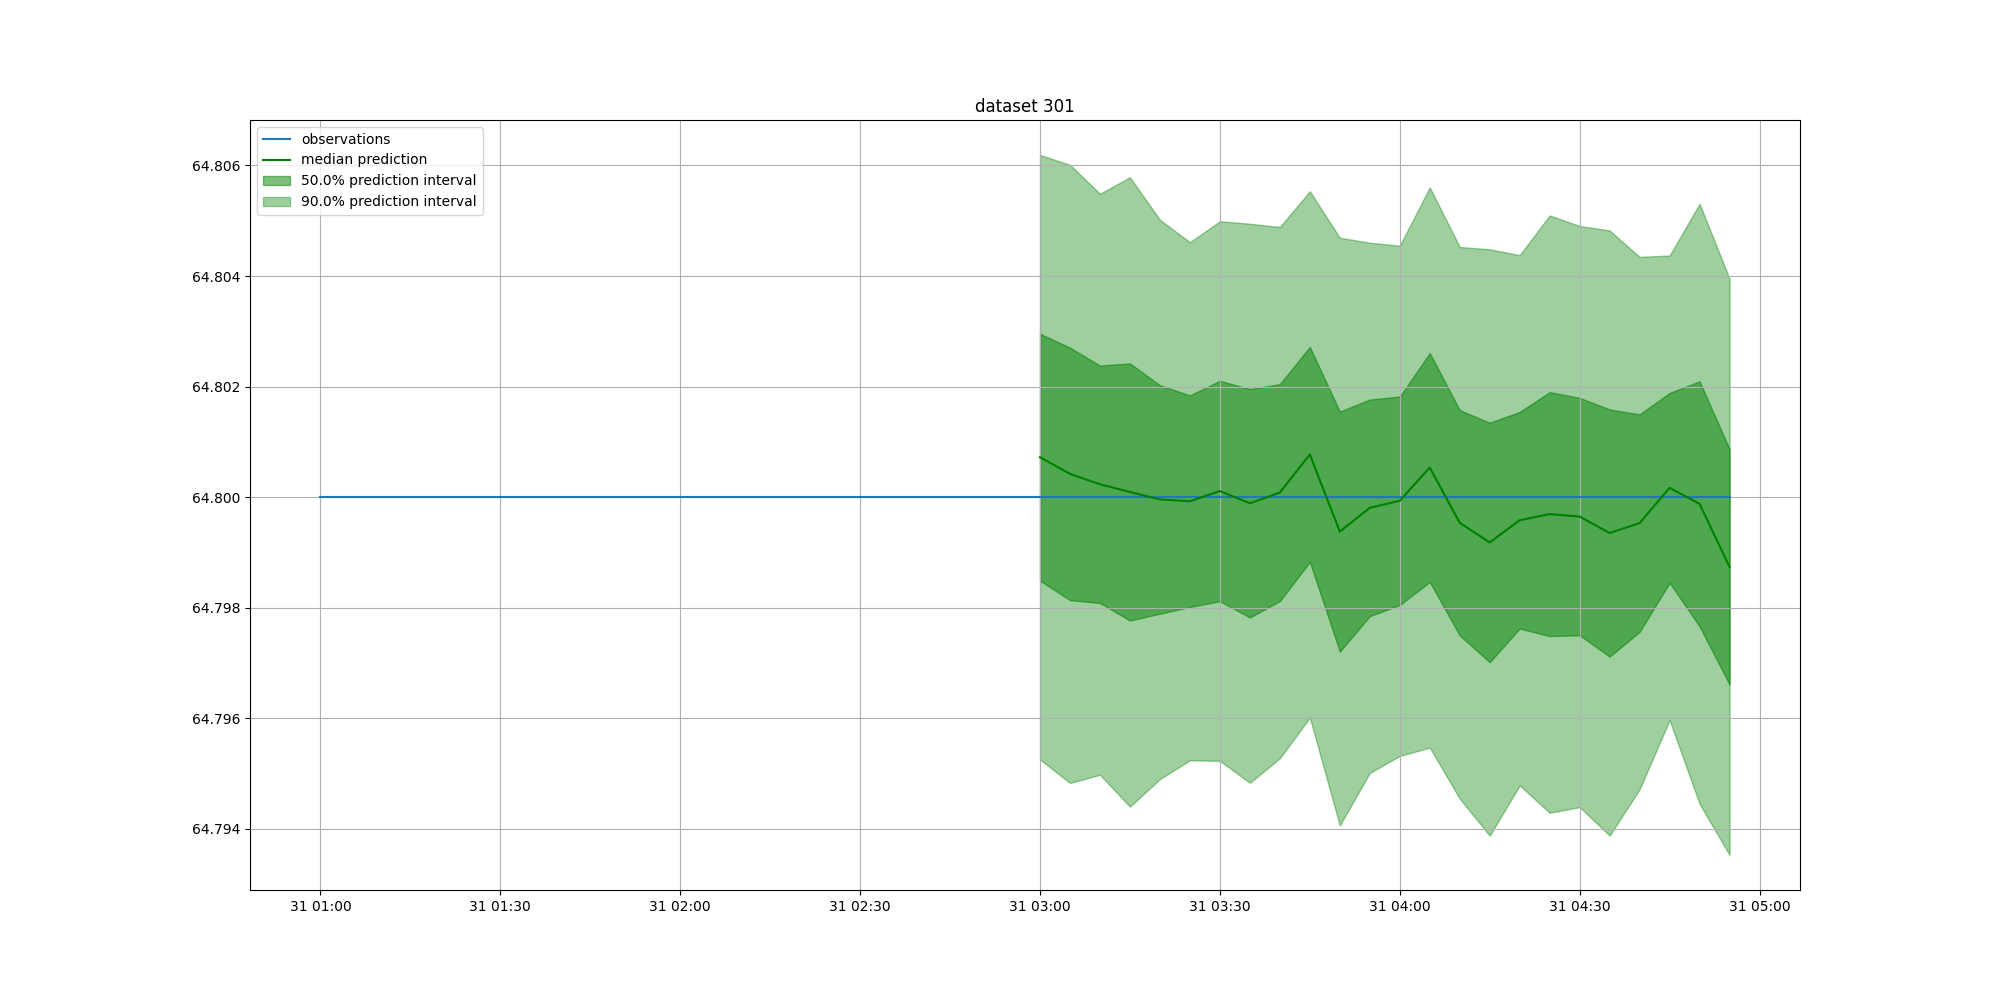 dataset 301
observations
median prediction
50.0% prediction interval
90.0% prediction interval
64.806
64.804
64.802
64.800
64.798
64.796
64.794
31 01:00 31 01:30 31 02:00 31 02:30 31 03:00 31 03:30 31 04:00 31 04:30 31 05:00